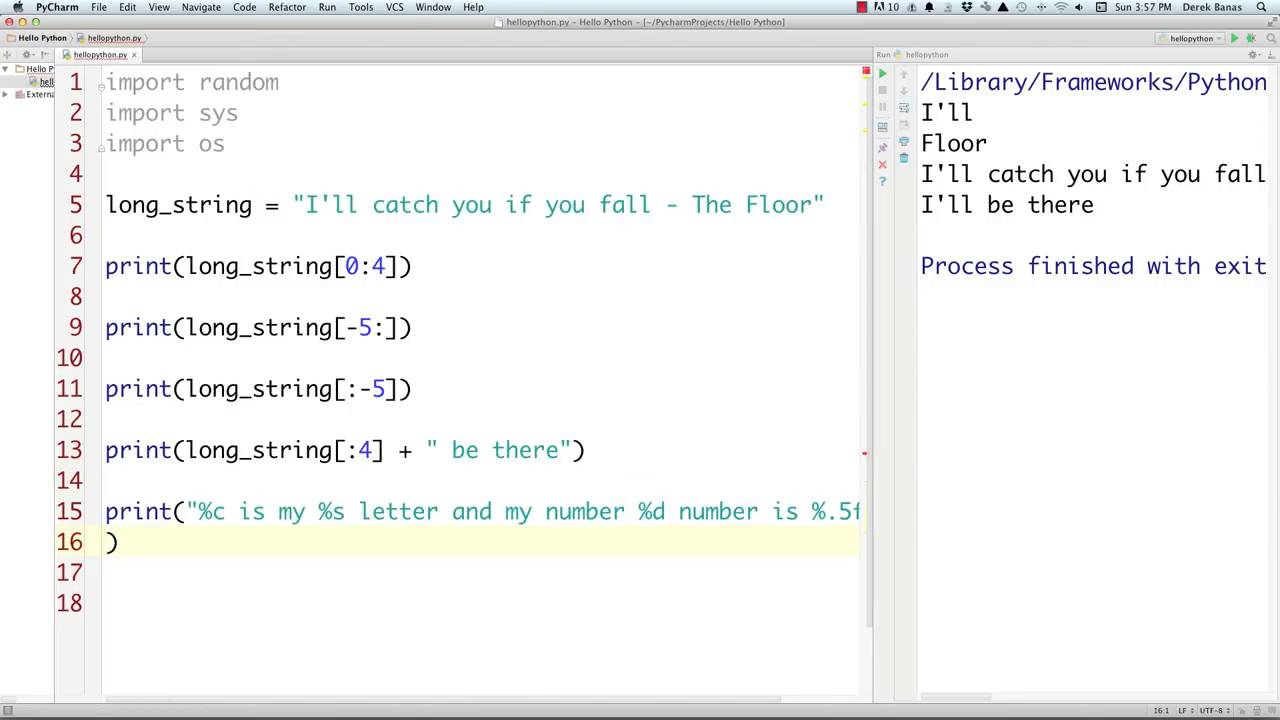 PyCharm File Edit View Navigate Code Refactor Run Tools VCS Window Help 10 Sun 3:57 PM Derek Banas
hellopython.py - Hello Python - [~/PycharmProjects/Hello Python]
Hello Python hellopython.py hellopython
hellopython.py
Hello P
hell
Externa
1 import random
2 import sys
3 import os
4
5 long_string = "I'll catch you if you fall - The Floor"
6
7 print(long_string[0:4])
8
9 print(long_string[-5:])
10
11 print(long_string[:-5])
12
13 print(long_string[:4] + " be there")
14
15 print("%c is my %s letter and my number %d number is %.5f
16 )
17
18
Run hellopython
/Library/Frameworks/Python
I'll
Floor
I'll catch you if you fall
I'll be there
Process finished with exit
16:1 LF UTF-8